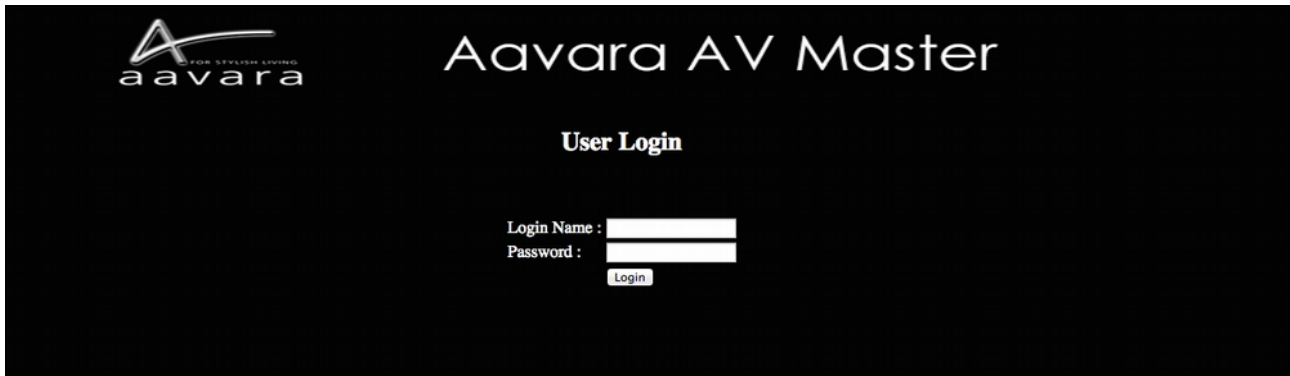 FOR STYLISH LIVING
aavara
Aavara AV Master
User Login
Login Name :
Password :
Login